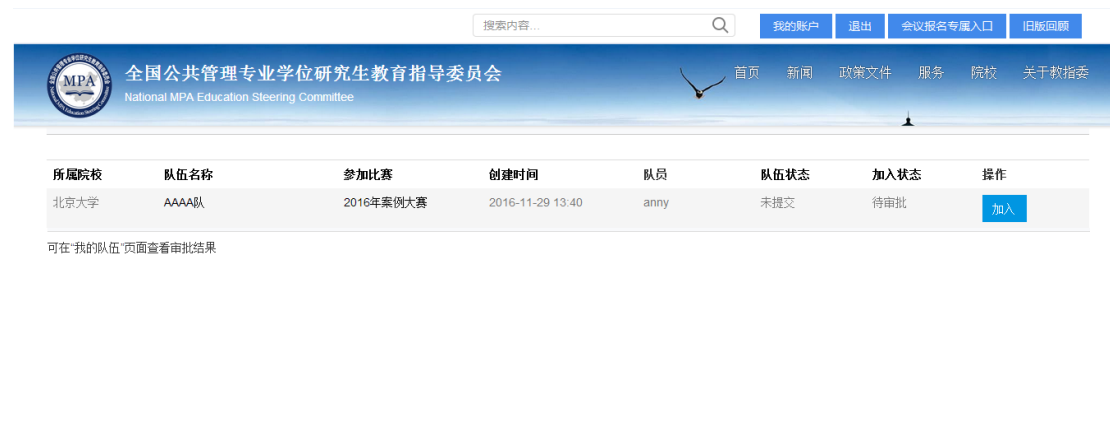 搜索内容... 我的账户 退出 会议报名专属入口 旧版回顾
MPA 全国公共管理专业学位研究生教育指导委员会
National MPA Education Steering Committee
首页 新闻 政策文件 服务 院校 关于教指委
所属院校 队伍名称 参加比赛 创建时间 队员 队伍状态 加入状态 操作
北京大学 AAAA队 2016年案例大赛 2016-11-29 13:40 anny 未提交 待审批 加入
可在“我的队伍”页面查看审批结果